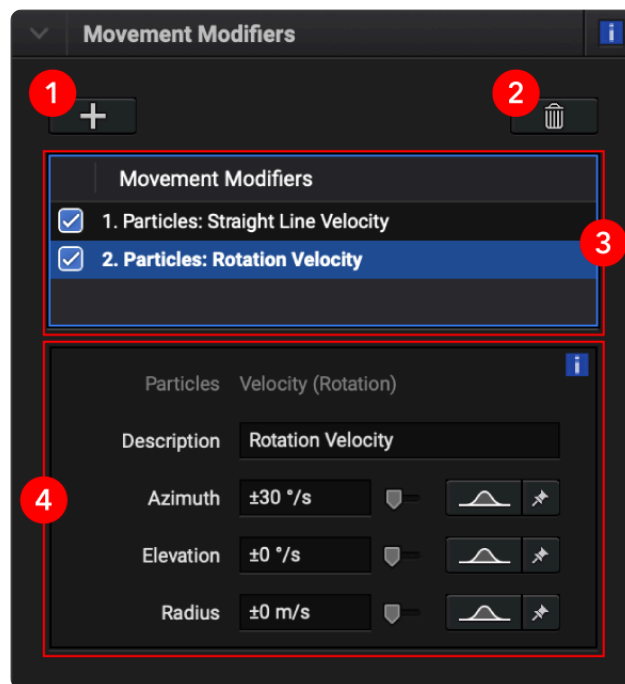 Movement Modifiers
i
1
2
Movement Modifiers
1. Particles: Straight Line Velocity
2. Particles: Rotation Velocity
3
i
Particles Velocity (Rotation)
Description Rotation Velocity
4
Azimuth ±30 °/s
Elevation ±0 °/s
Radius ±0 m/s